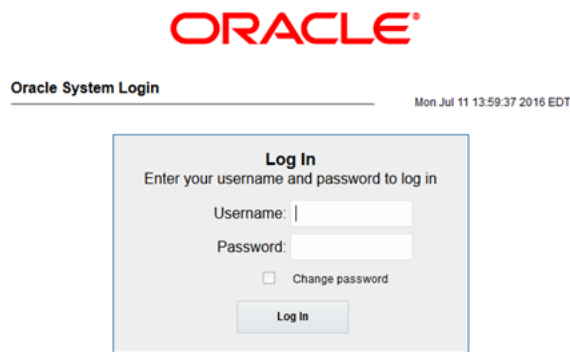 ORACLE®
Oracle System Login
Mon Jul 11 13:59:37 2016 EDT
Log In
Enter your username and password to log in
Username:
Password:
Change password
Log In